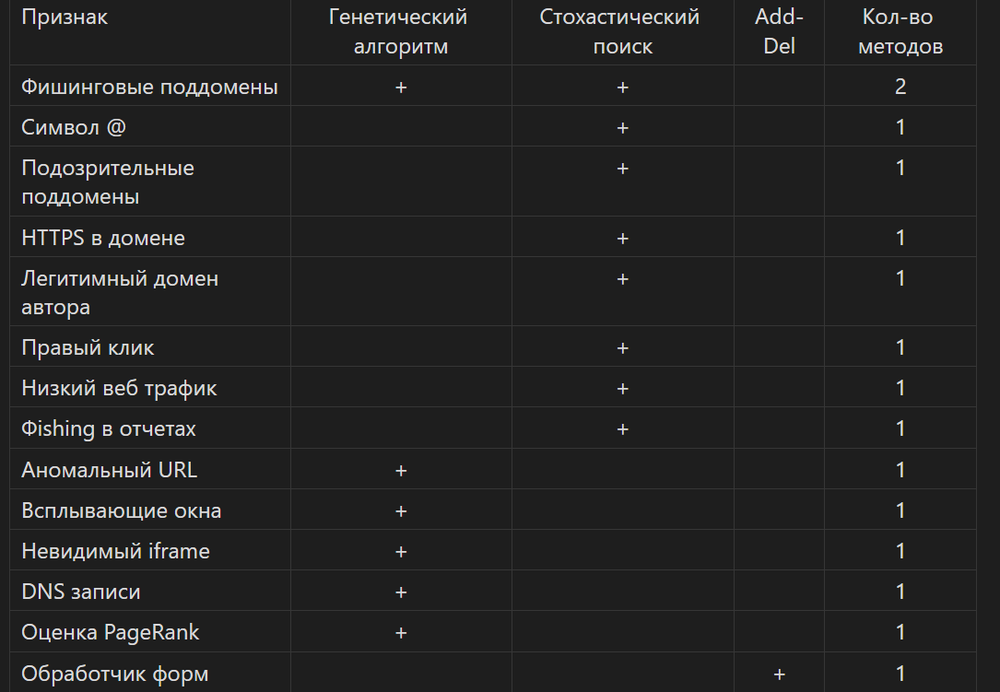 Признак Генетический алгоритм Стохастический поиск Add-Del Кол-во методов
Фишинговые поддомены + + 2
Символ @ + 1
Подозрительные поддомены + 1
HTTPS в домене + 1
Легитимный домен автора + 1
Правый клик + 1
Низкий веб трафик + 1
Фishing в отчетах + 1
Аномальный URL + 1
Всплывающие окна + 1
Невидимый iframe + 1
DNS записи + 1
Оценка PageRank + 1
Обработчик форм + 1